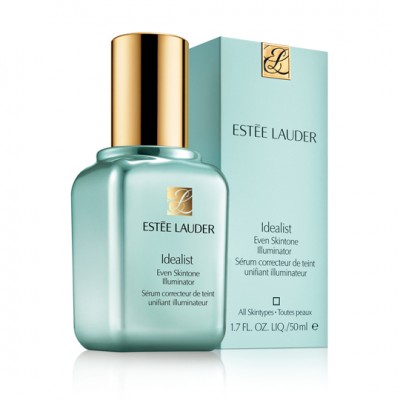 ESTĒE LAUDER
Idealist
Even Skintone
Illuminator
Sérum correcteur de teint
unifiant illuminateur
ESTĒE LAUDER
Idealist
Even Skintone
Illuminator
Sérum correcteur de teint
unifiant illuminateur
All Skintypes • Toutes peaux
1.7 FL. OZ. LIQ./50ml e